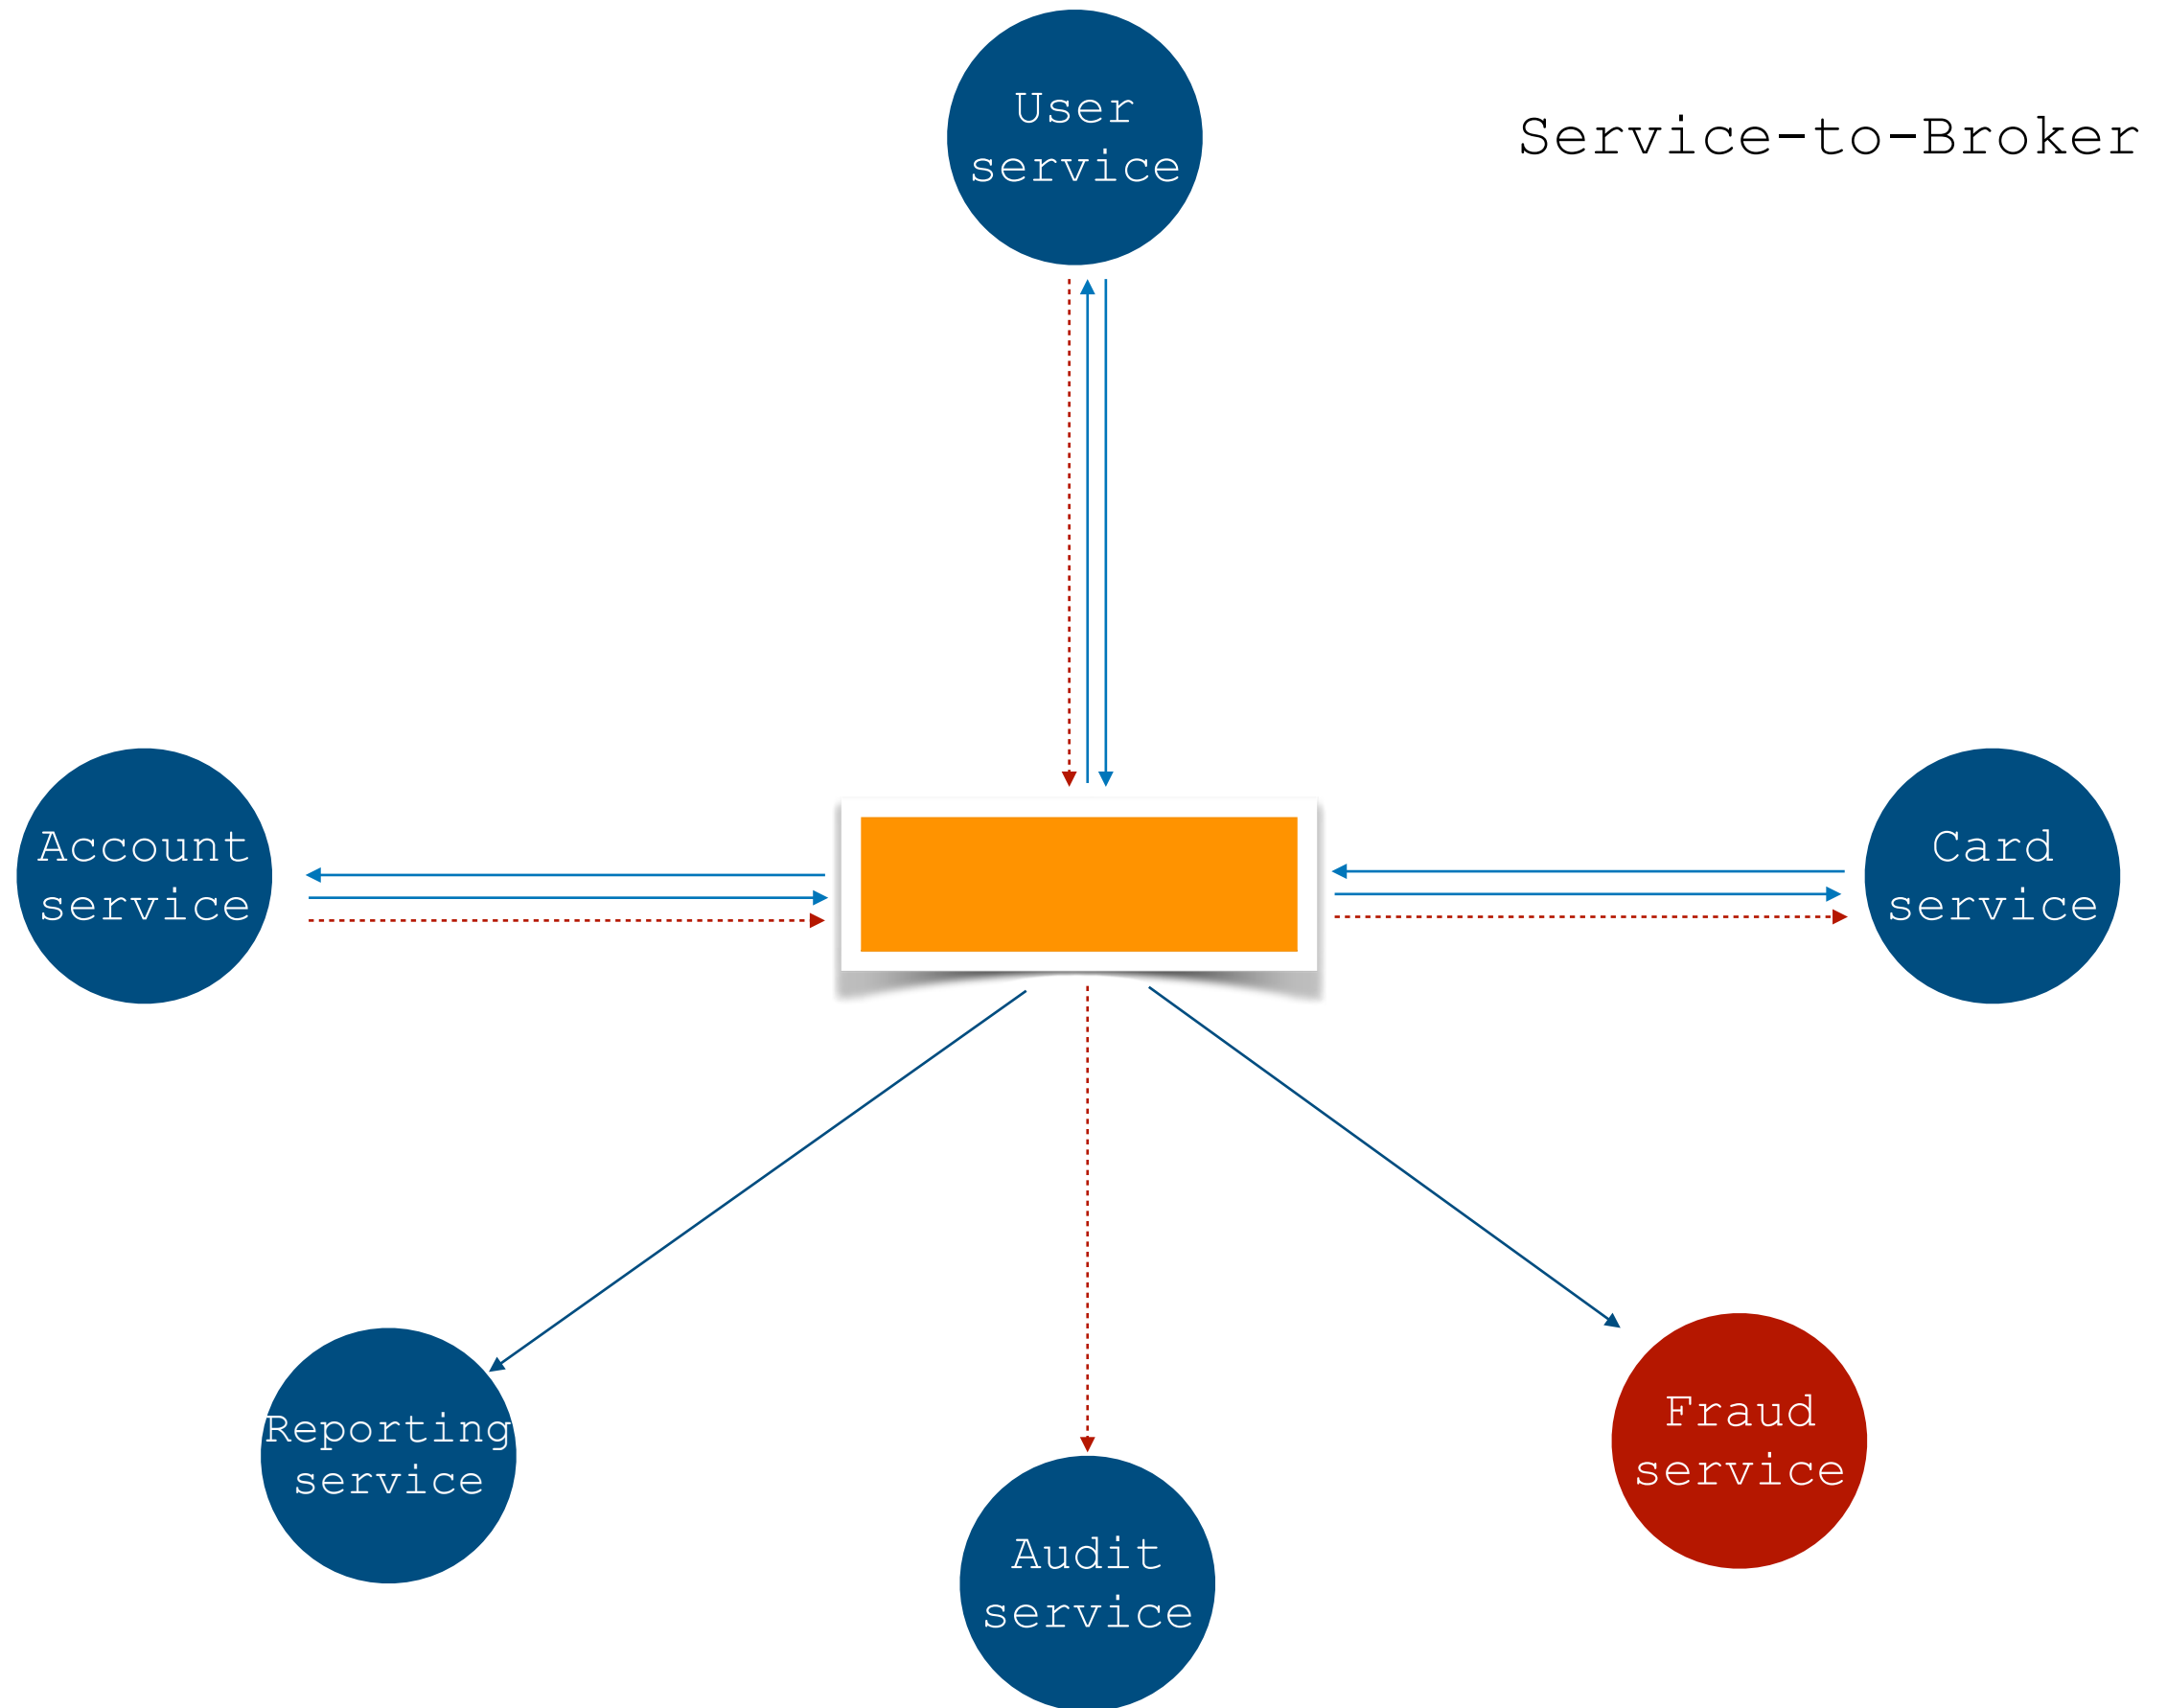 User
service
Service-to-Broker
Account
service
Card
service
Reporting
service
Fraud
service
Audit
service